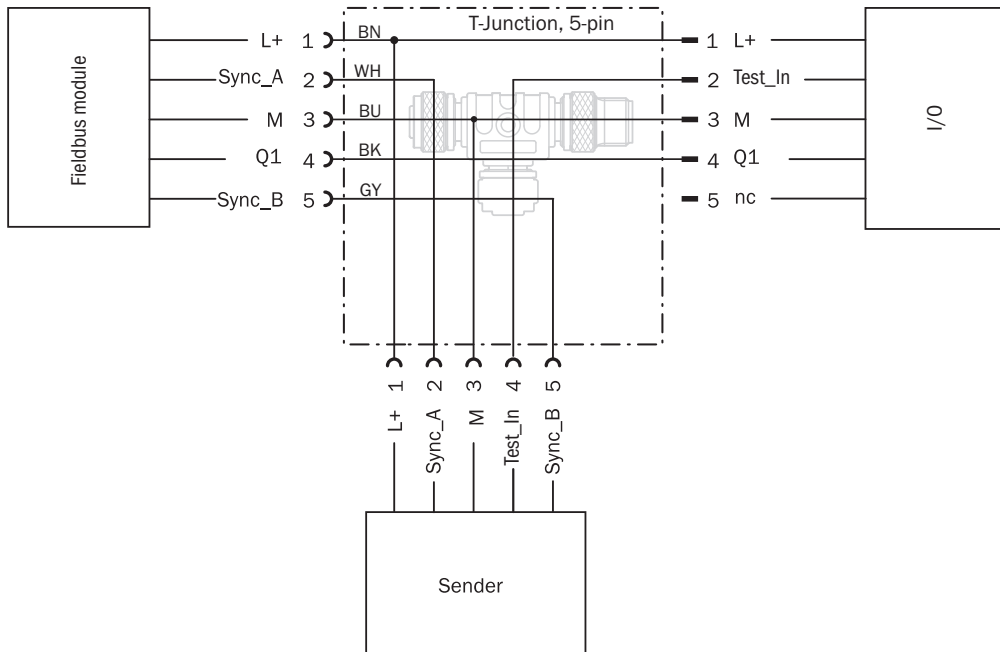 T-Junction, 5-pin
Fieldbus module
L+ 1 BN
Sync_A 2 WH
M 3 BU
Q1 4 BK
Sync_B 5 GY
1 L+
2 Test_In
3 M
4 Q1
5 nc
I/O
1 2 3 4 5
L+ Sync_A M Test_In Sync_B
Sender